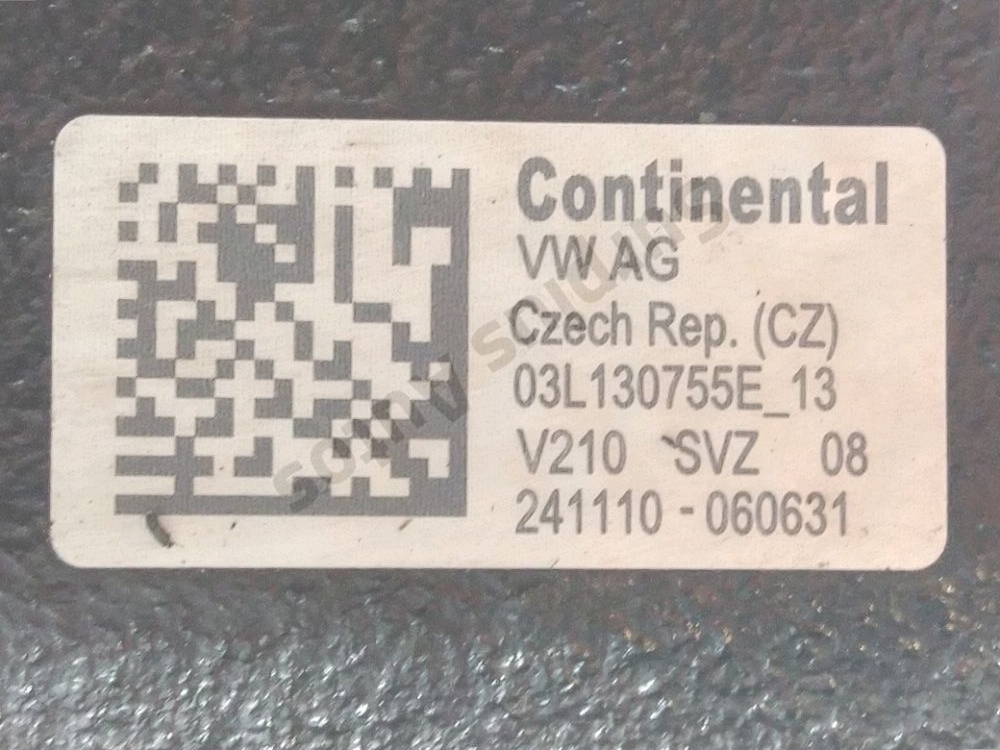 Continental
VW AG
Czech Rep. (CZ)
03L130755E_13
V210 SVZ 08
241110 - 060631